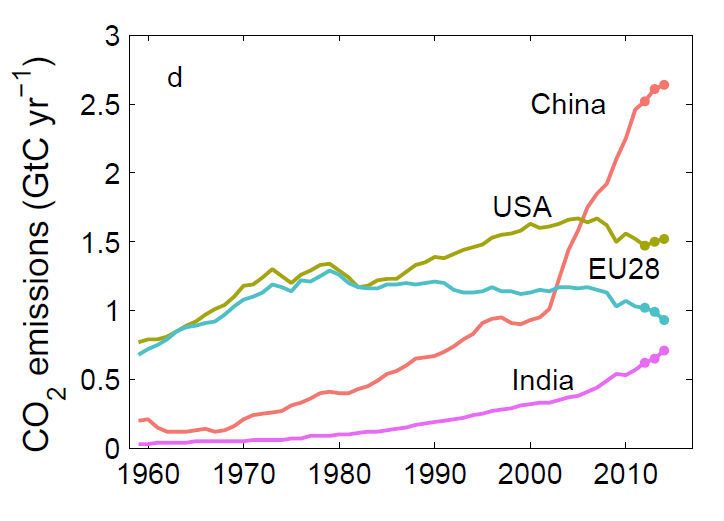 3
2.5
2
1.5
1
0.5
0
CO₂ emissions (GtC yr⁻¹)
d
China
USA
EU28
India
1960 1970 1980 1990 2000 2010